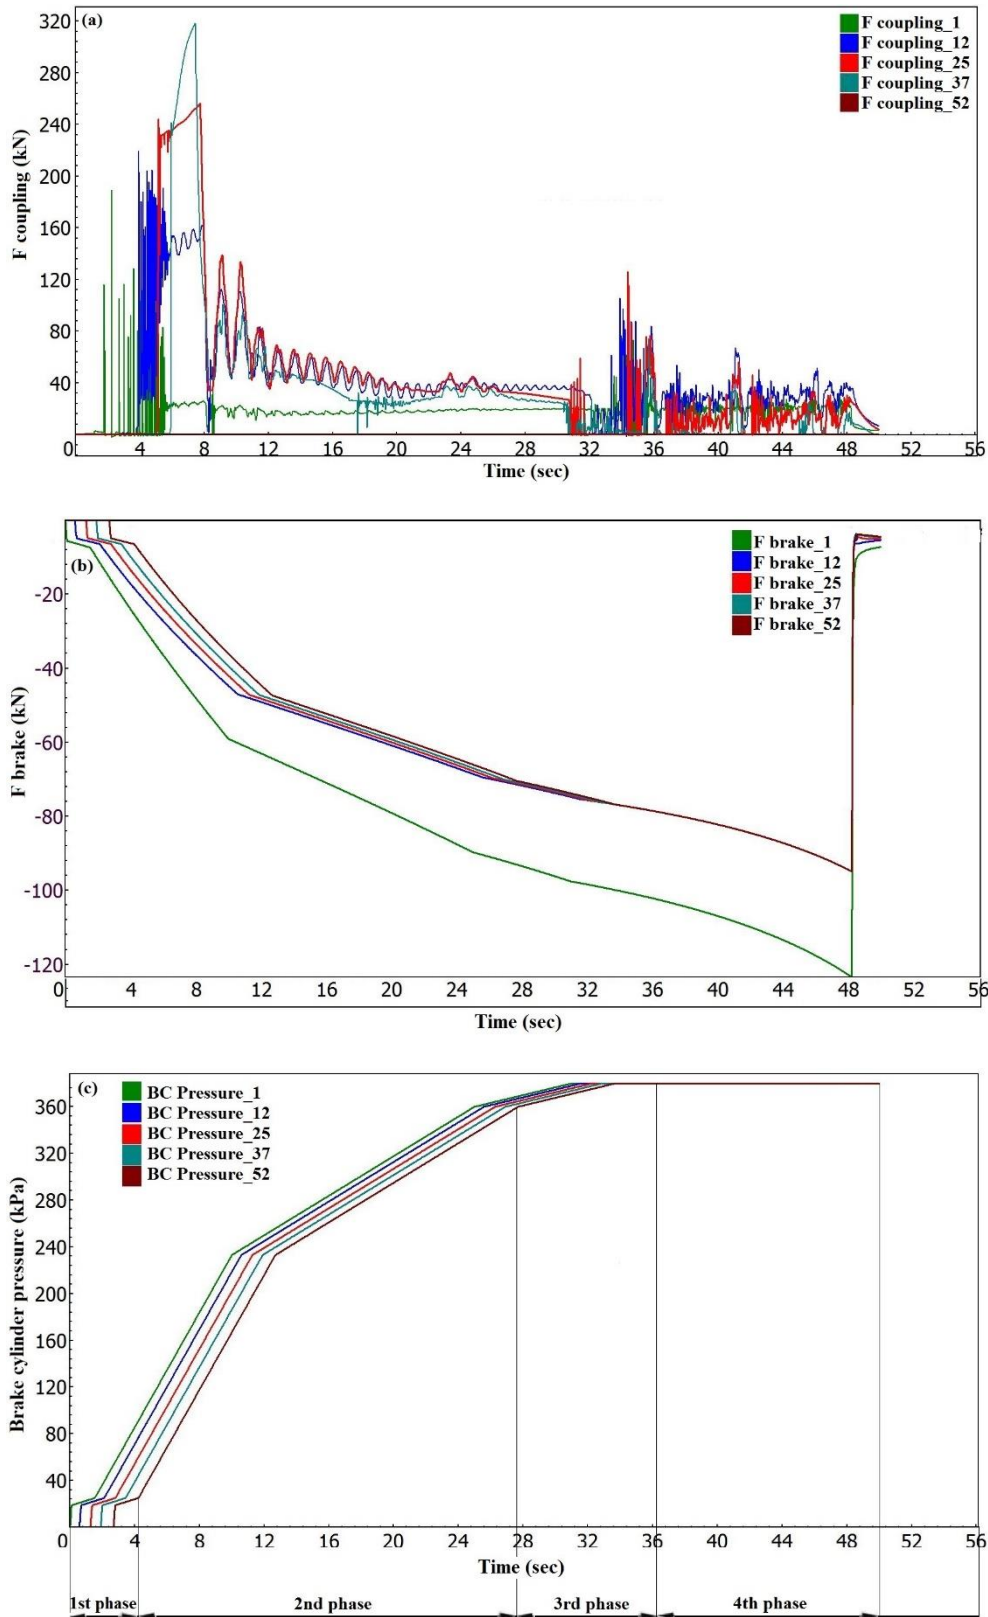 (a)
F coupling_1
F coupling_12
F coupling_25
F coupling_37
F coupling_52
F coupling (kN)
320
280
240
200
160
120
80
40
0
0 4 8 12 16 20 24 28 32 36 40 44 48 52 56
Time (sec)
(b)
F brake_1
F brake_12
F brake_25
F brake_37
F brake_52
F brake (kN)
-20
-40
-60
-80
-100
-120
0 4 8 12 16 20 24 28 32 36 40 44 48 52 56
Time (sec)
(c)
BC Pressure_1
BC Pressure_12
BC Pressure_25
BC Pressure_37
BC Pressure_52
Brake cylinder pressure (kPa)
360
320
280
240
200
160
120
80
40
0 4 8 12 16 20 24 28 32 36 40 44 48 52 56
Time (sec)
1st phase 2nd phase 3rd phase 4th phase